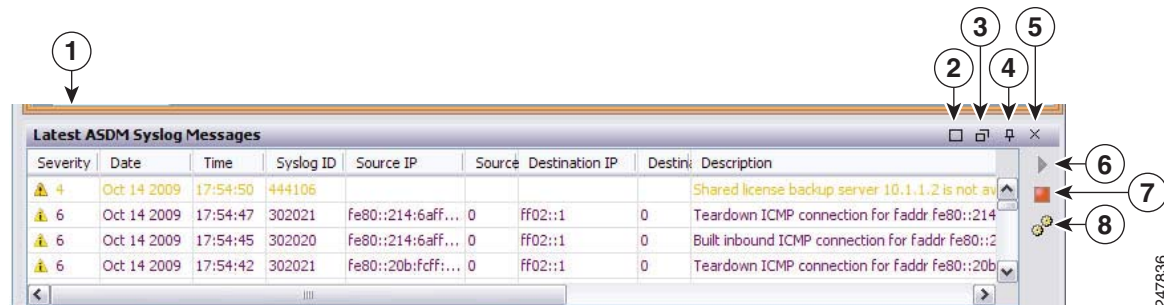 3 5
1 2 4
Latest ASDM Syslog Messages
Severity Date Time Syslog ID Source IP Source Destination IP Destina Description
4 Oct 14 2009 17:54:50 444106 Shared license backup server 10.1.1.2 is not av
6 Oct 14 2009 17:54:47 302021 fe80::214:6aff... 0 ff02::1 0 Teardown ICMP connection for faddr fe80::214
6 Oct 14 2009 17:54:45 302020 fe80::214:6aff... 0 ff02::1 0 Built inbound ICMP connection for faddr fe80::2
6 Oct 14 2009 17:54:42 302021 fe80::20b:fcff:... 0 ff02::1 0 Teardown ICMP connection for faddr fe80::20b
6
7
8
247836